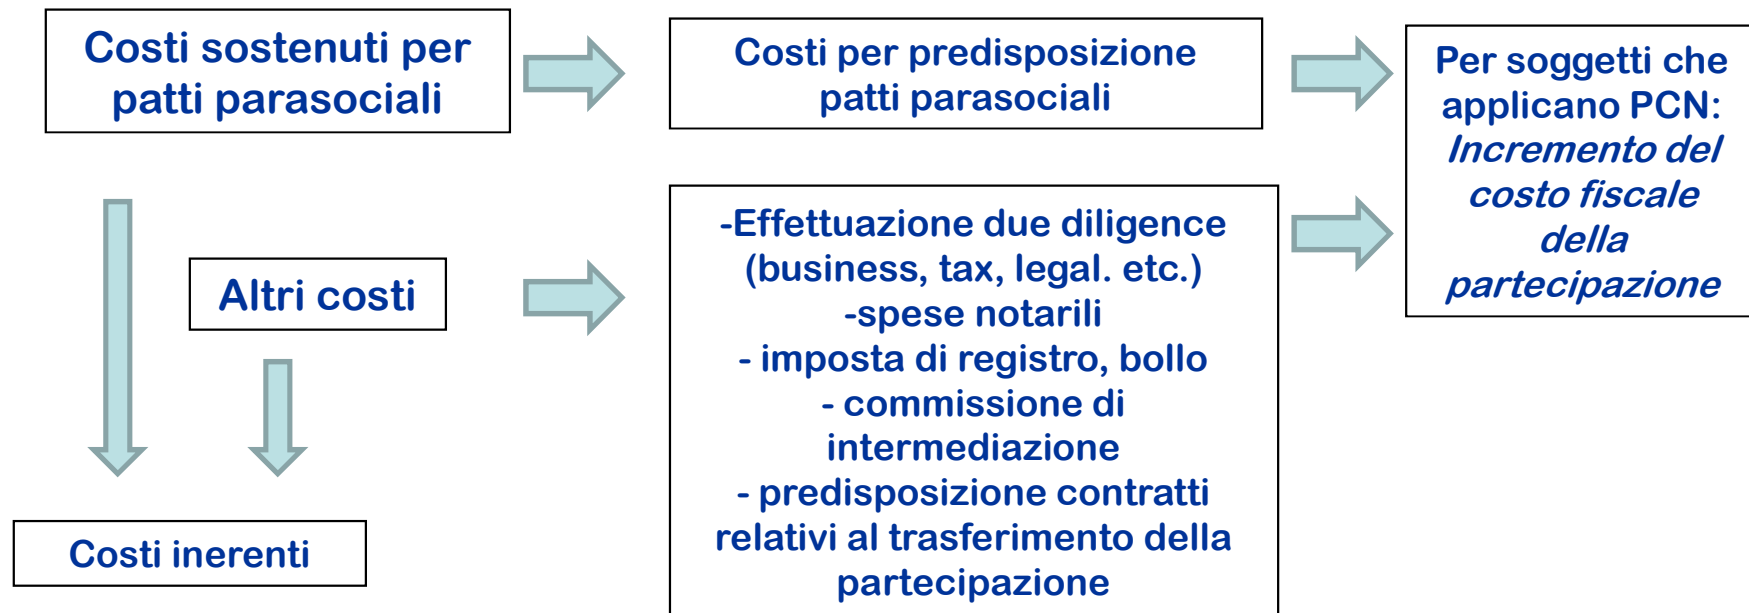 Costi sostenuti per
patti parasociali
Costi per predisposizione
patti parasociali
Per soggetti che
applicano PCN:
Incremento del
costo fiscale
della
partecipazione
Altri costi
-Effettuazione due diligence
(business, tax, legal. etc.)
-spese notarili
- imposta di registro, bollo
- commissione di
intermediazione
- predisposizione contratti
relativi al trasferimento della
partecipazione
Costi inerenti